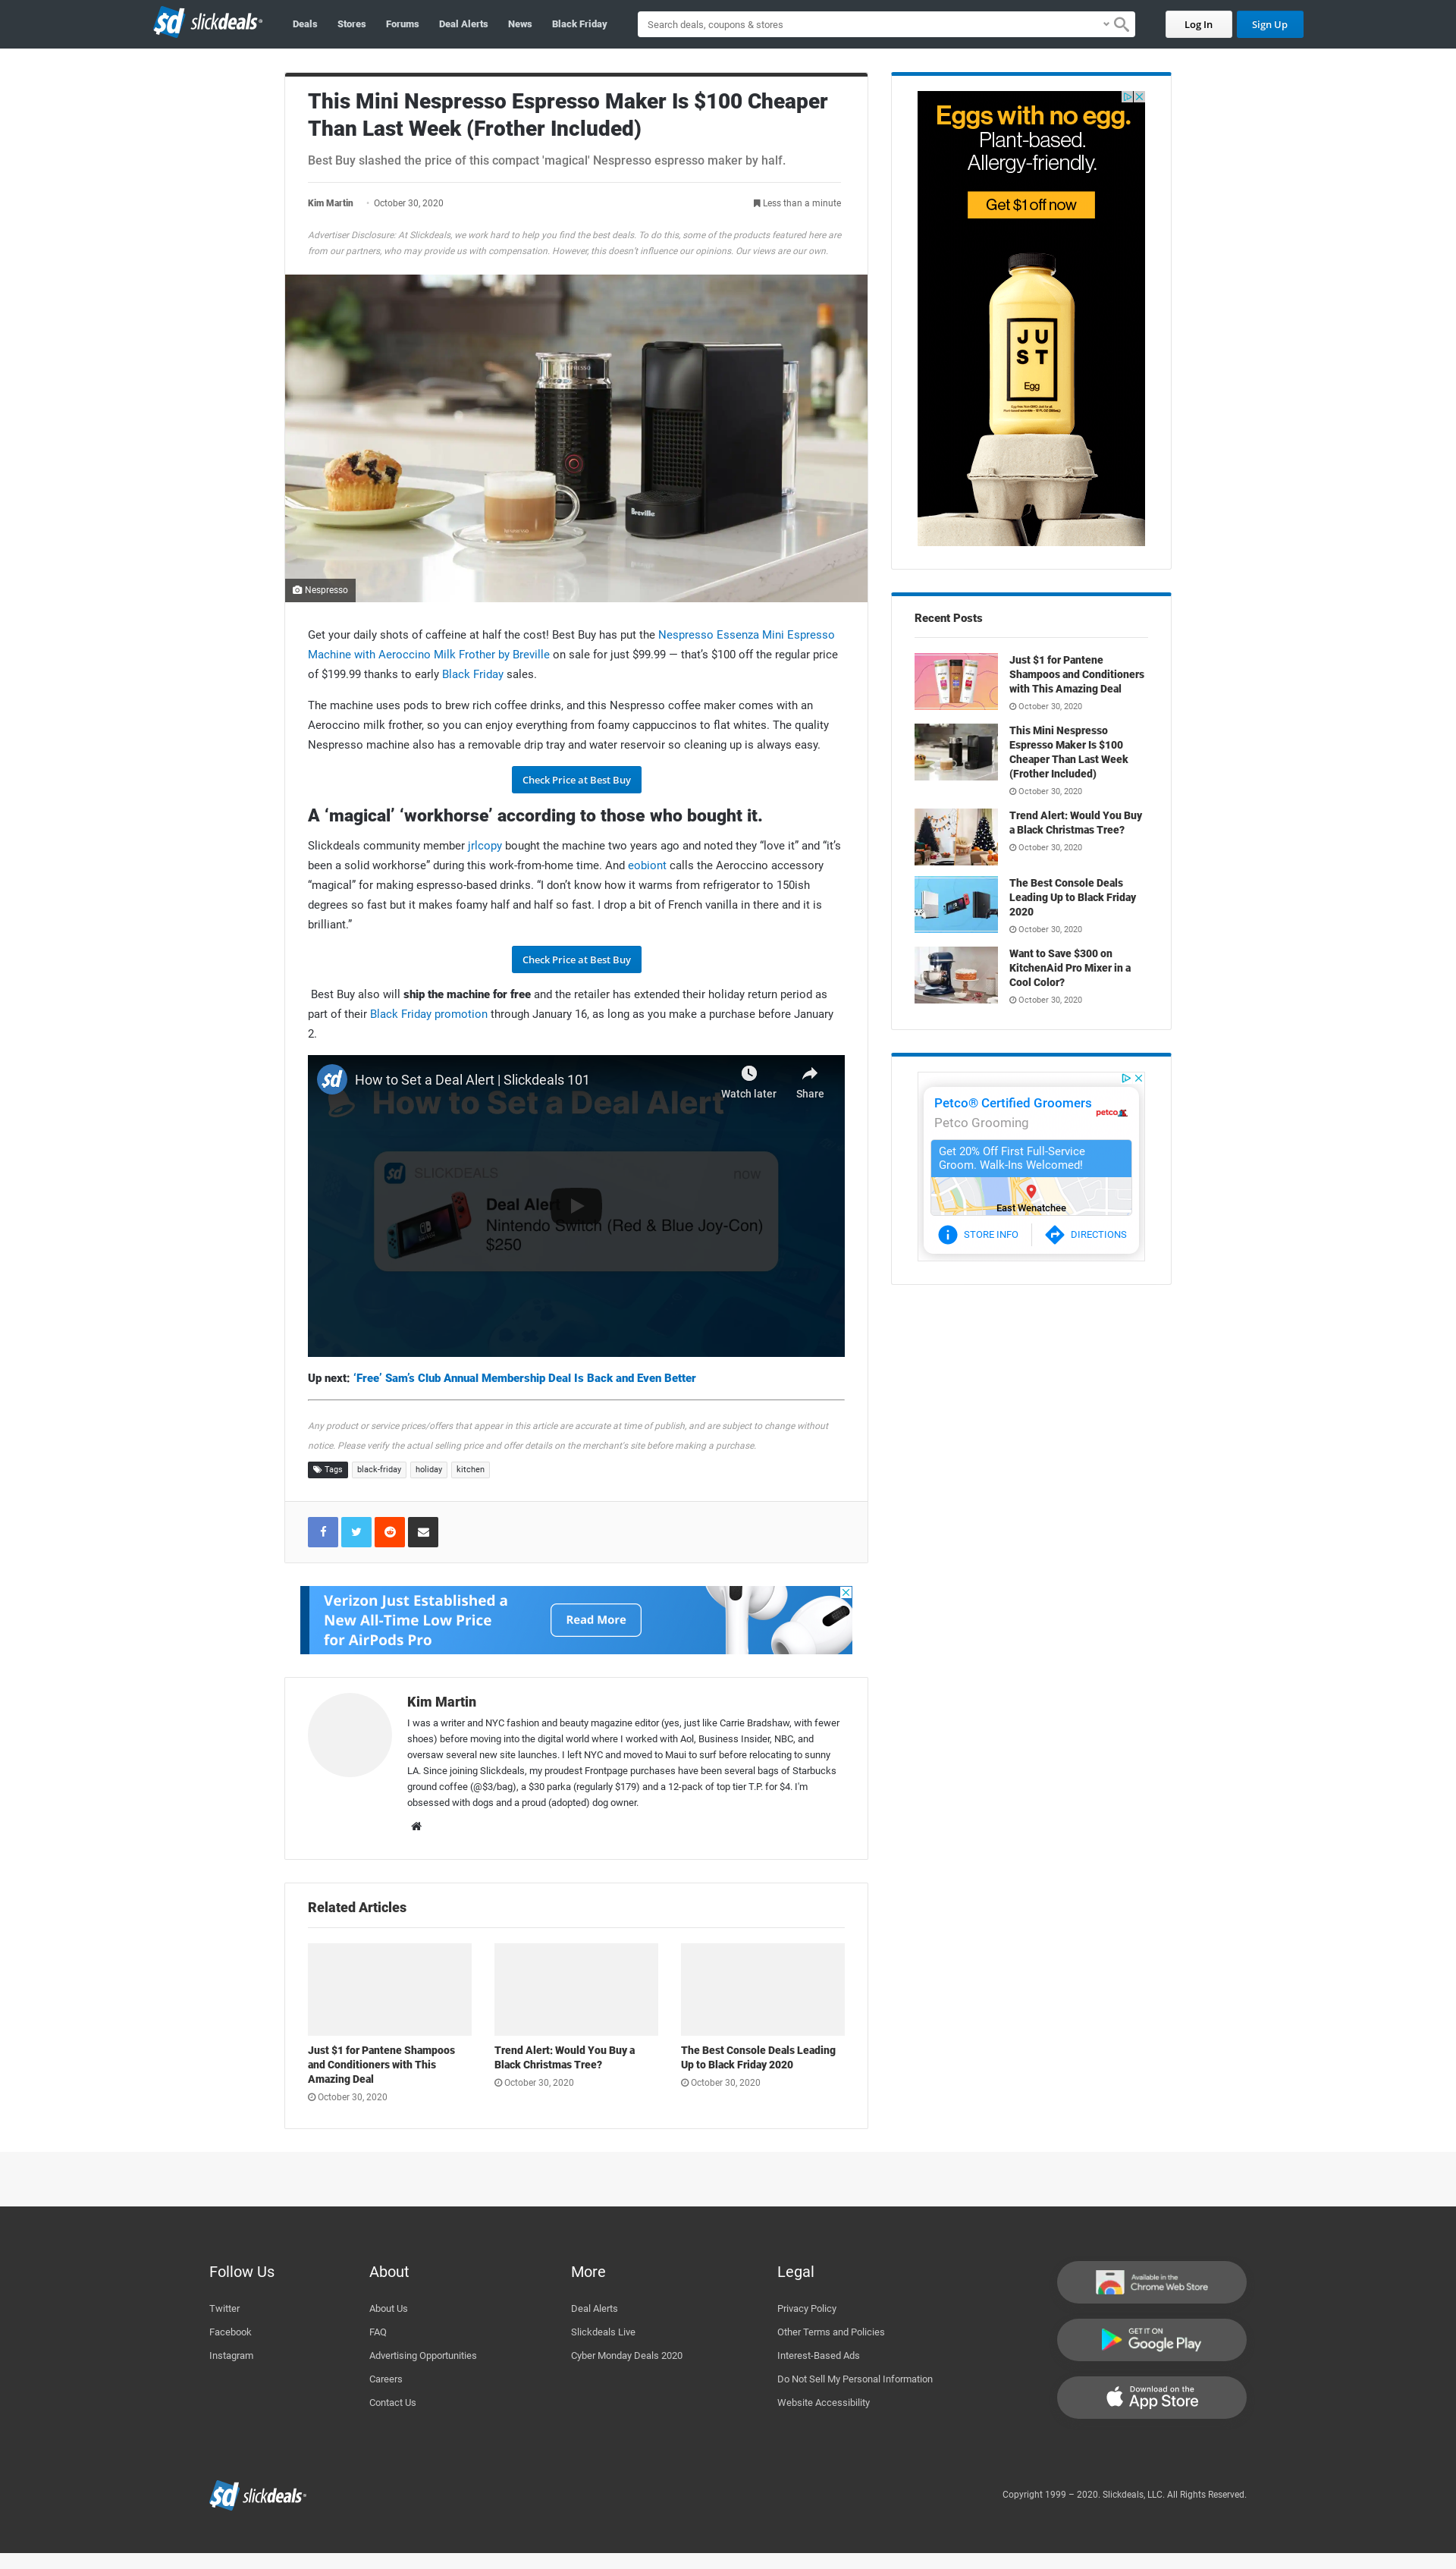 sd slickdeals
Deals
Stores
Forums
Deal Alerts
News
Black Friday
Search deals, coupons & stores
Log In
Sign Up
This Mini Nespresso Espresso Maker Is $100 Cheaper
Than Last Week (Frother Included)
Best Buy slashed the price of this compact 'magical' Nespresso espresso maker by half.
Kim Martin
October 30, 2020
Less than a minute
Advertiser Disclosure: At Slickdeals, we work hard to help you find the best deals. To do this, some of the products featured here are
from our partners, who may provide us with compensation. However, this doesn't influence our opinions. Our views are our own.
NESPRESSO
Breville
Nespresso
Get your daily shots of caffeine at half the cost! Best Buy has put the Nespresso Essenza Mini Espresso
Machine with Aeroccino Milk Frother by Breville on sale for just $99.99 — that’s $100 off the regular price
of $199.99 thanks to early Black Friday sales.
The machine uses pods to brew rich coffee drinks, and this Nespresso coffee maker comes with an
Aeroccino milk frother, so you can enjoy everything from foamy cappuccinos to flat whites. The quality
Nespresso machine also has a removable drip tray and water reservoir so cleaning up is always easy.
Check Price at Best Buy
A ‘magical’ ‘workhorse’ according to those who bought it.
Slickdeals community member jrlcopy bought the machine two years ago and noted they “love it” and “it’s
been a solid workhorse” during this work-from-home time. And eobiont calls the Aeroccino accessory
“magical” for making espresso-based drinks. “I don’t know how it warms from refrigerator to 150ish
degrees so fast but it makes foamy half and half so fast. I drop a bit of French vanilla in there and it is
brilliant.”
Check Price at Best Buy
Best Buy also will ship the machine for free and the retailer has extended their holiday return period as
part of their Black Friday promotion through January 16, as long as you make a purchase before January
2.
sd
How to Set a Deal Alert | Slickdeals 101
Watch later
Share
How to Set a Deal Alert
SLICKDEALS
now
Deal Alert
Nintendo Switch (Red & Blue Joy-Con)
$250
Up next: ‘Free’ Sam’s Club Annual Membership Deal Is Back and Even Better
Any product or service prices/offers that appear in this article are accurate at time of publish, and are subject to change without
notice. Please verify the actual selling price and offer details on the merchant's site before making a purchase.
Tags
black-friday
holiday
kitchen
Verizon Just Established a
New All-Time Low Price
for AirPods Pro
Read More
Kim Martin
I was a writer and NYC fashion and beauty magazine editor (yes, just like Carrie Bradshaw, with fewer
shoes) before moving into the digital world where I worked with Aol, Business Insider, NBC, and
oversaw several new site launches. I left NYC and moved to Maui to surf before relocating to sunny
LA. Since joining Slickdeals, my proudest Frontpage purchases have been several bags of Starbucks
ground coffee (@$3/bag), a $30 parka (regularly $179) and a 12-pack of top tier T.P. for $4. I'm
obsessed with dogs and a proud (adopted) dog owner.
Related Articles
Just $1 for Pantene Shampoos
and Conditioners with This
Amazing Deal
October 30, 2020
Trend Alert: Would You Buy a
Black Christmas Tree?
October 30, 2020
The Best Console Deals Leading
Up to Black Friday 2020
October 30, 2020
Eggs with no egg.
Plant-based.
Allergy-friendly.
Get $1 off now
JU
ST
Egg
Recent Posts
Just $1 for Pantene
Shampoos and Conditioners
with This Amazing Deal
October 30, 2020
This Mini Nespresso
Espresso Maker Is $100
Cheaper Than Last Week
(Frother Included)
October 30, 2020
Trend Alert: Would You Buy
a Black Christmas Tree?
October 30, 2020
The Best Console Deals
Leading Up to Black Friday
2020
October 30, 2020
Want to Save $300 on
KitchenAid Pro Mixer in a
Cool Color?
October 30, 2020
Petco® Certified Groomers
Petco Grooming
petco
Get 20% Off First Full-Service
Groom. Walk-Ins Welcomed!
East Wenatchee
STORE INFO
DIRECTIONS
Follow Us
Twitter
Facebook
Instagram
About
About Us
FAQ
Advertising Opportunities
Careers
Contact Us
More
Deal Alerts
Slickdeals Live
Cyber Monday Deals 2020
Legal
Privacy Policy
Other Terms and Policies
Interest-Based Ads
Do Not Sell My Personal Information
Website Accessibility
Available in the
Chrome Web Store
GET IT ON
Google Play
Download on the
App Store
sd slickdeals
Copyright 1999 – 2020. Slickdeals, LLC. All Rights Reserved.